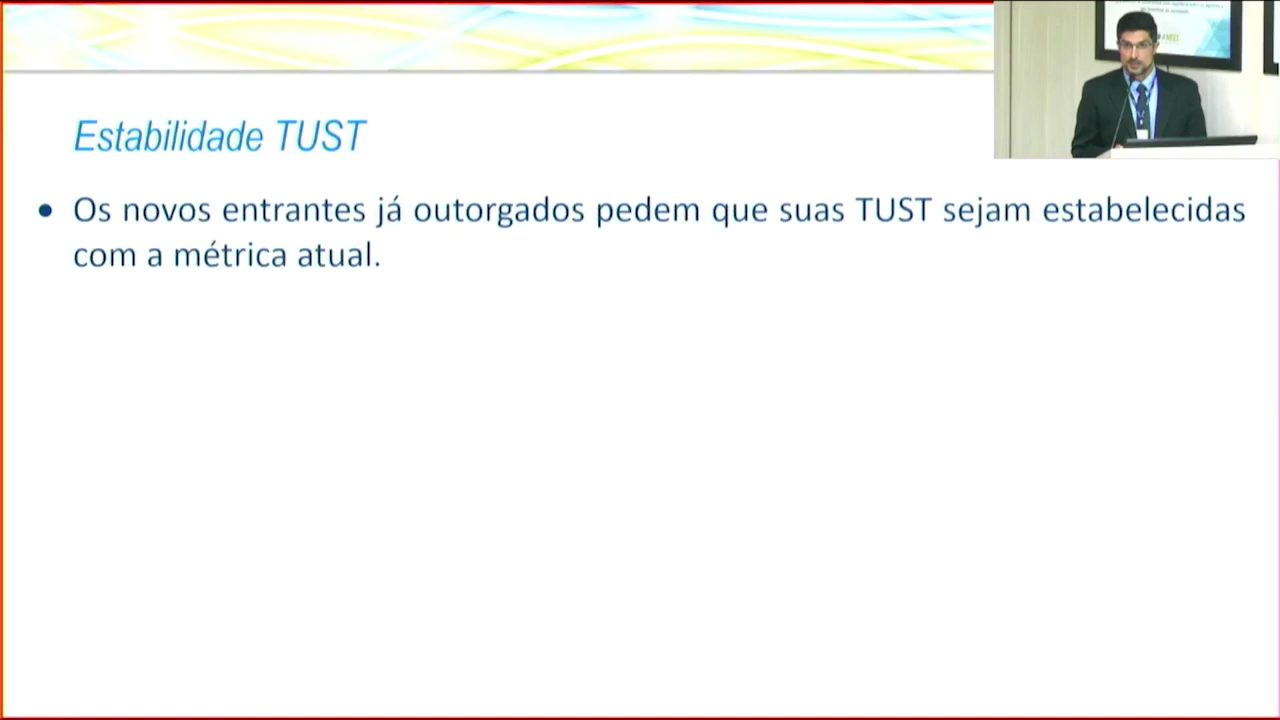 Estabilidade TUST
• Os novos entrantes já outorgados pedem que suas TUST sejam estabelecidas
com a métrica atual.